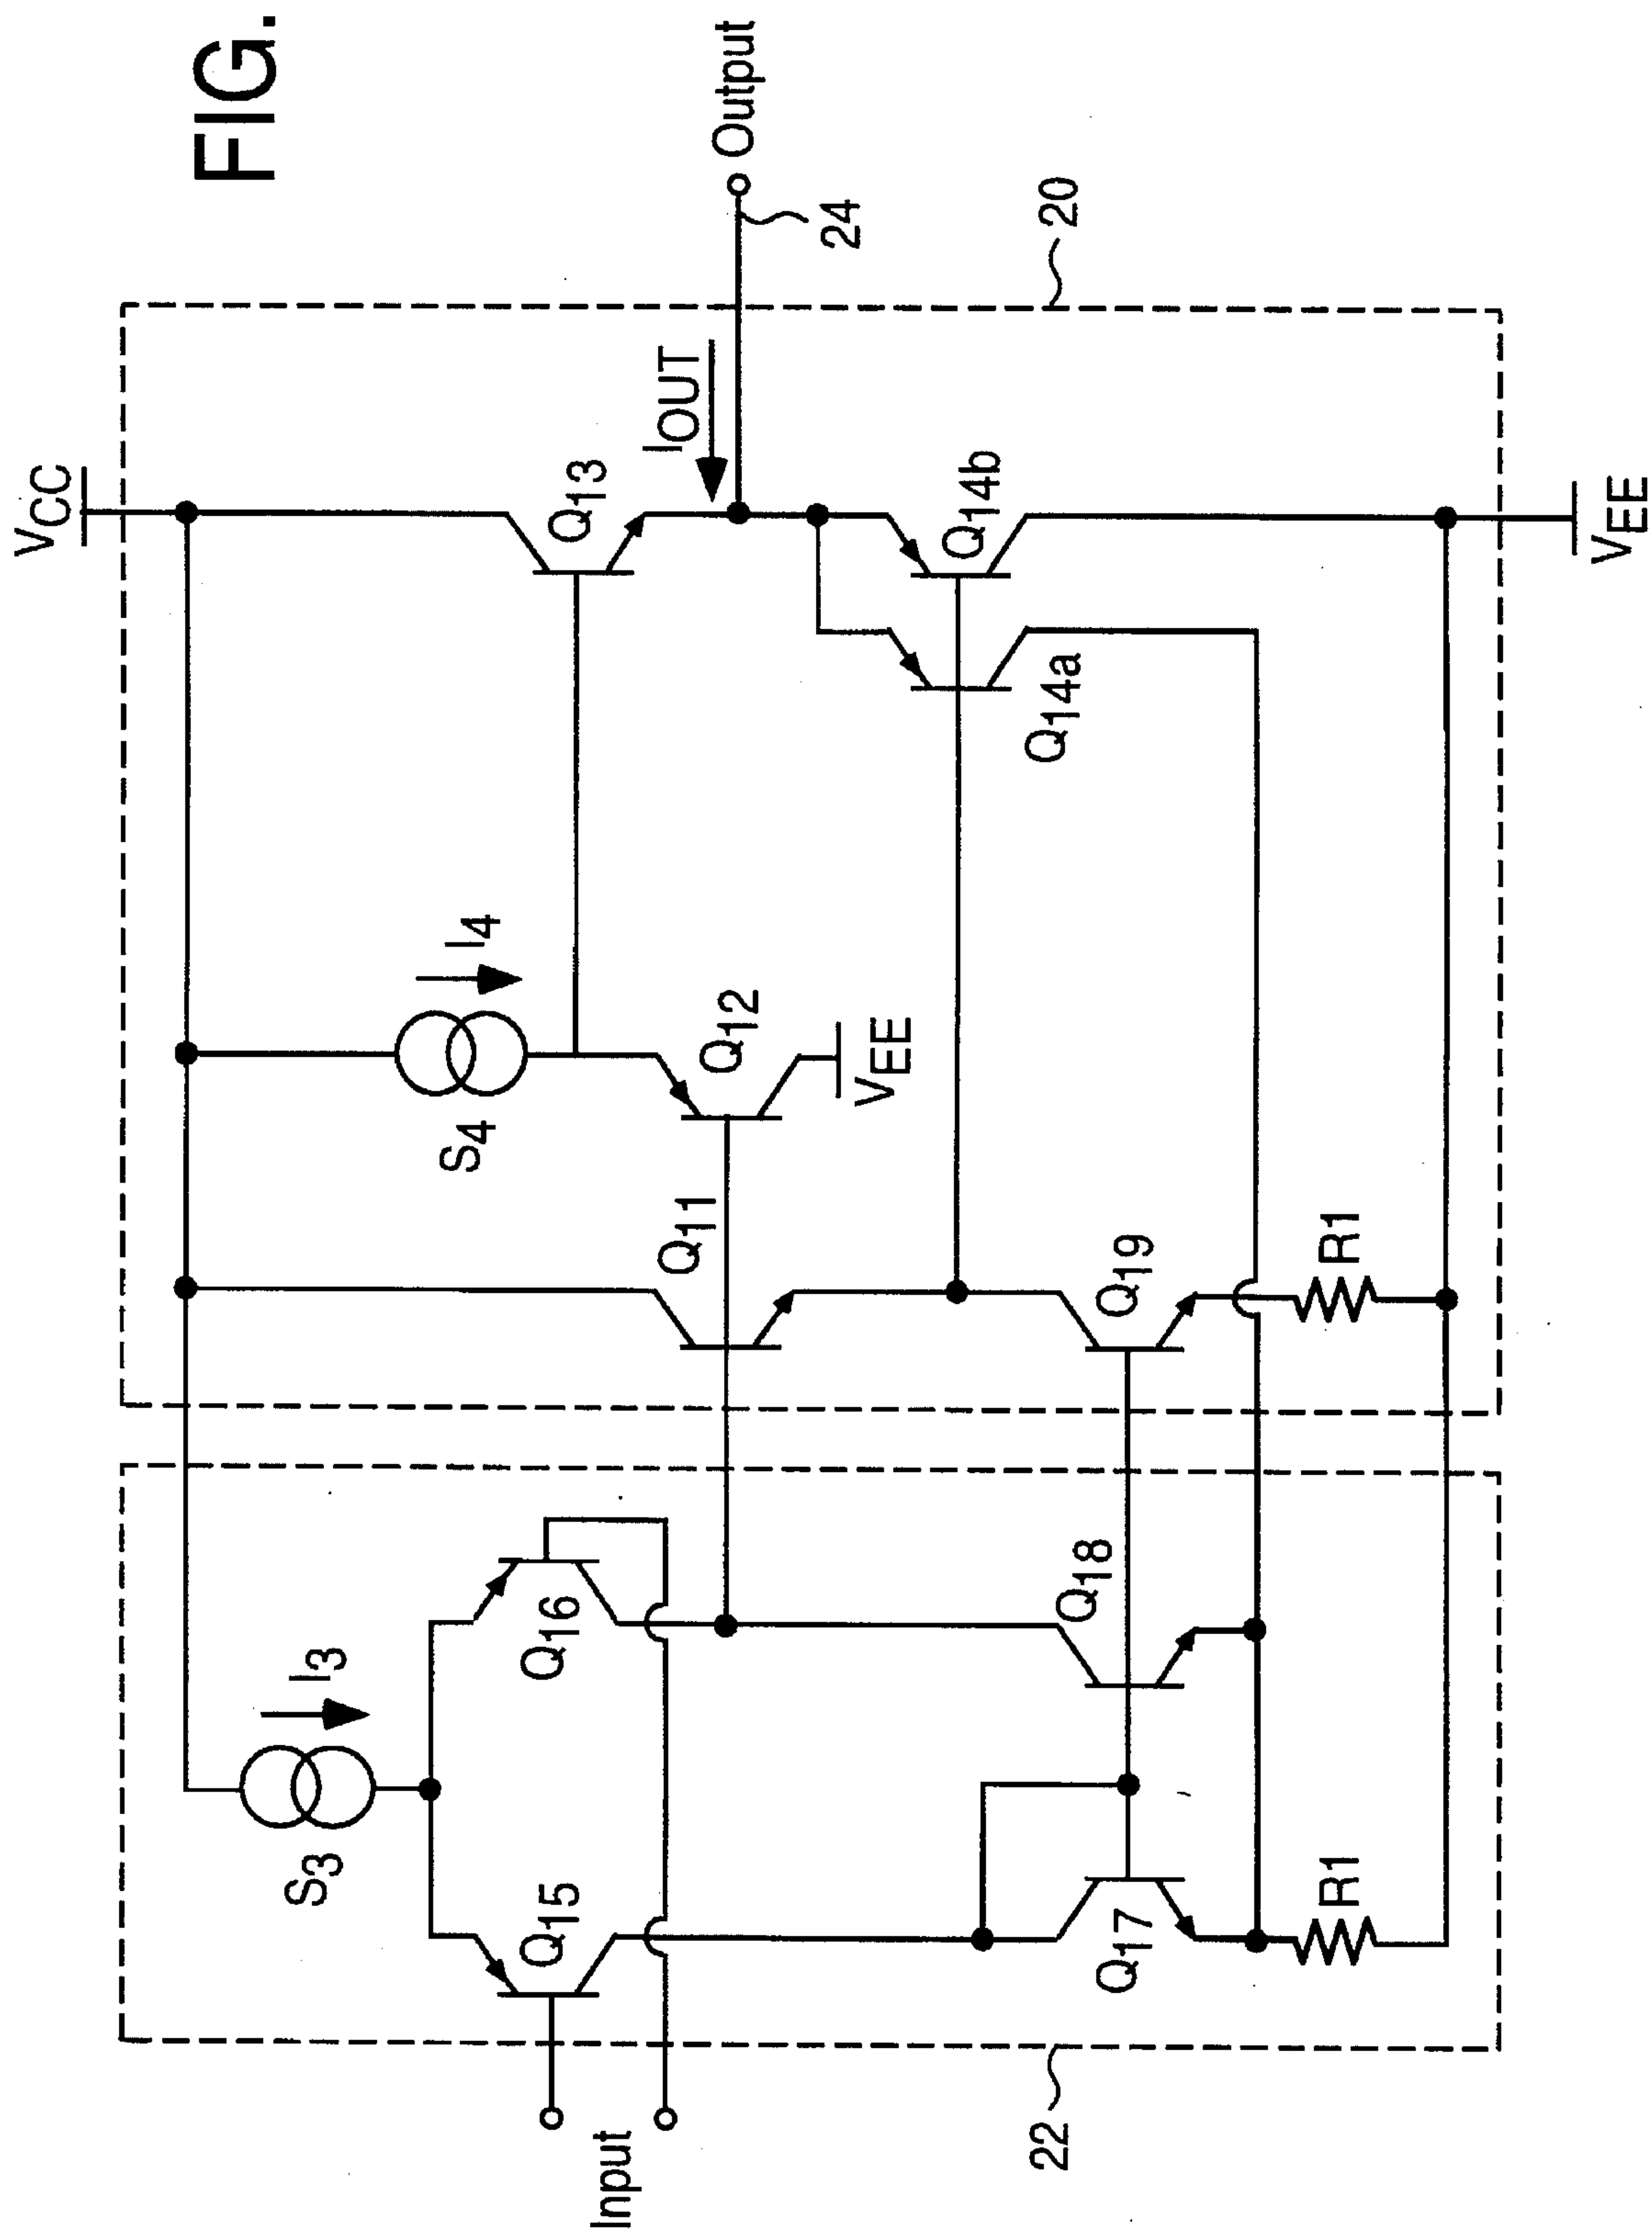 FIG.
VCC
I3
S3
I4
S4
Q15
Q16
Q11
Q12
Q13
IOUT
Output
24
Input
VEE
Q14b
Q14a
Q17
Q18
Q19
20
R1
R1
22
VEE